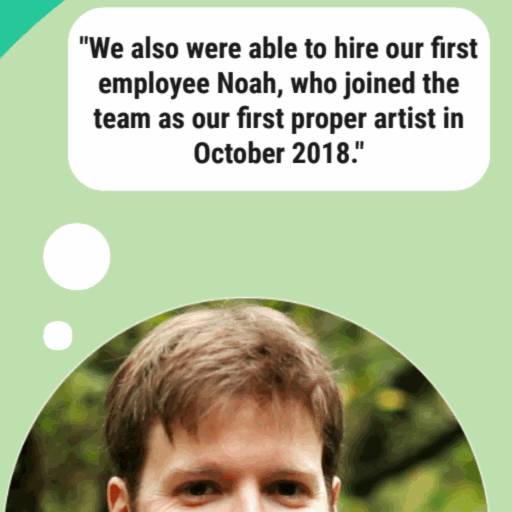 "We also were able to hire our first
employee Noah, who joined the
team as our first proper artist in
October 2018."